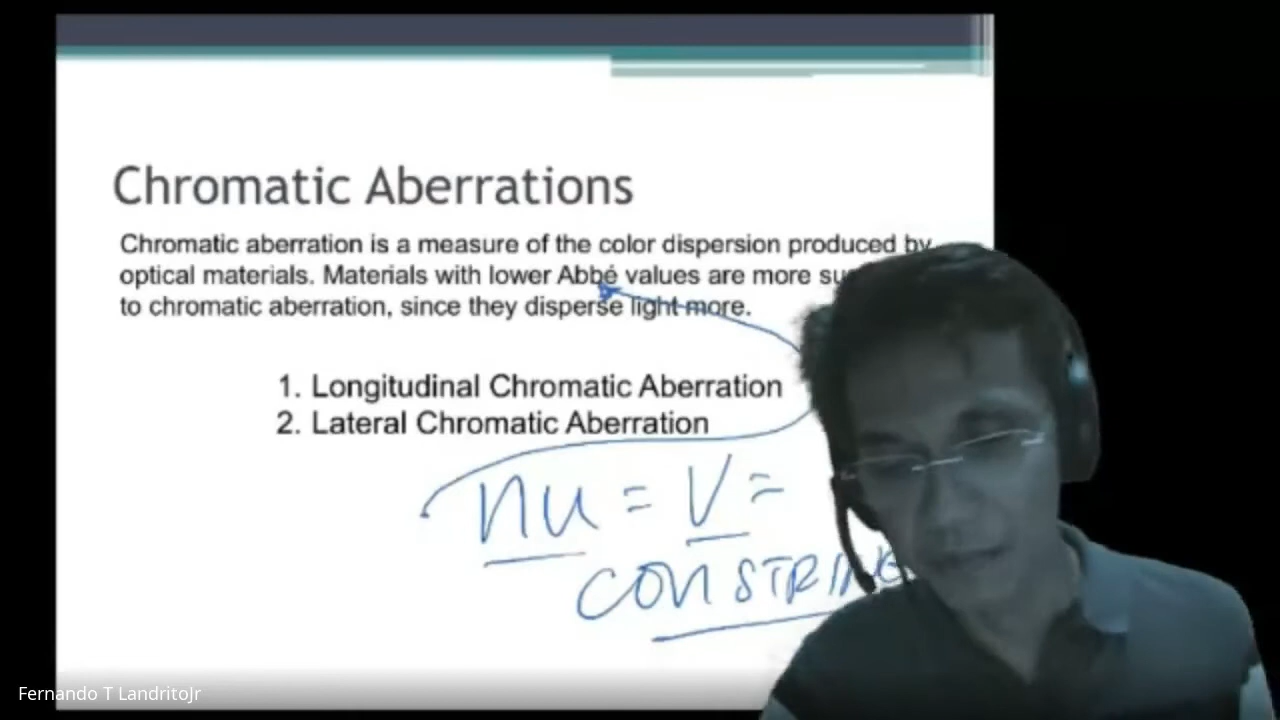 Chromatic Aberrations
Chromatic aberration is a measure of the color dispersion produced by
optical materials. Materials with lower Abbé values are more
to chromatic aberration, since they disperse light more.
1. Longitudinal Chromatic Aberration
2. Lateral Chromatic Aberration
nu = V =
CONSTRING
Fernando T LandritoJr